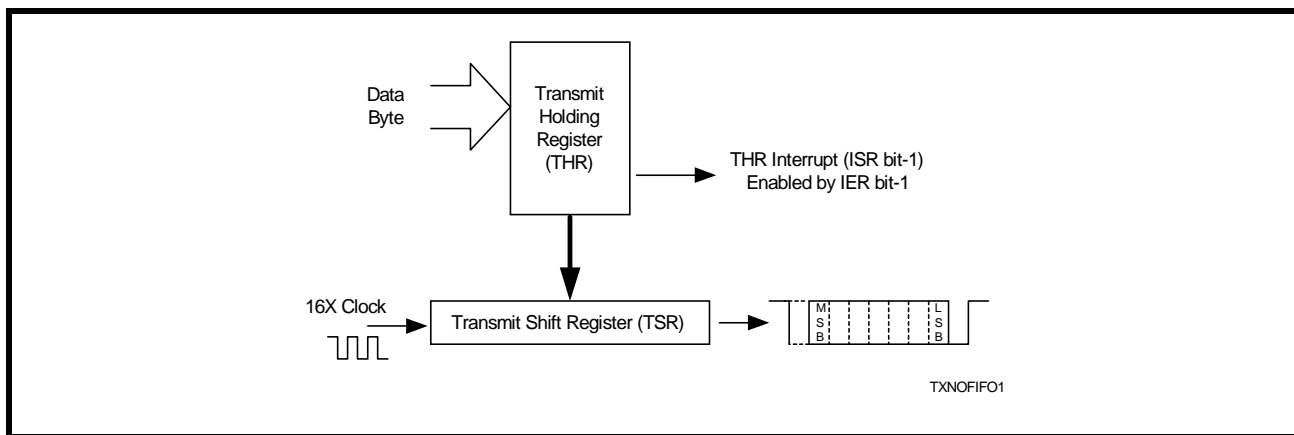 Data
Byte
Transmit
Holding
Register
(THR)
THR Interrupt (ISR bit-1)
Enabled by IER bit-1
16X Clock
Transmit Shift Register (TSR)
M
S
B
L
S
B
TXNOFIFO1